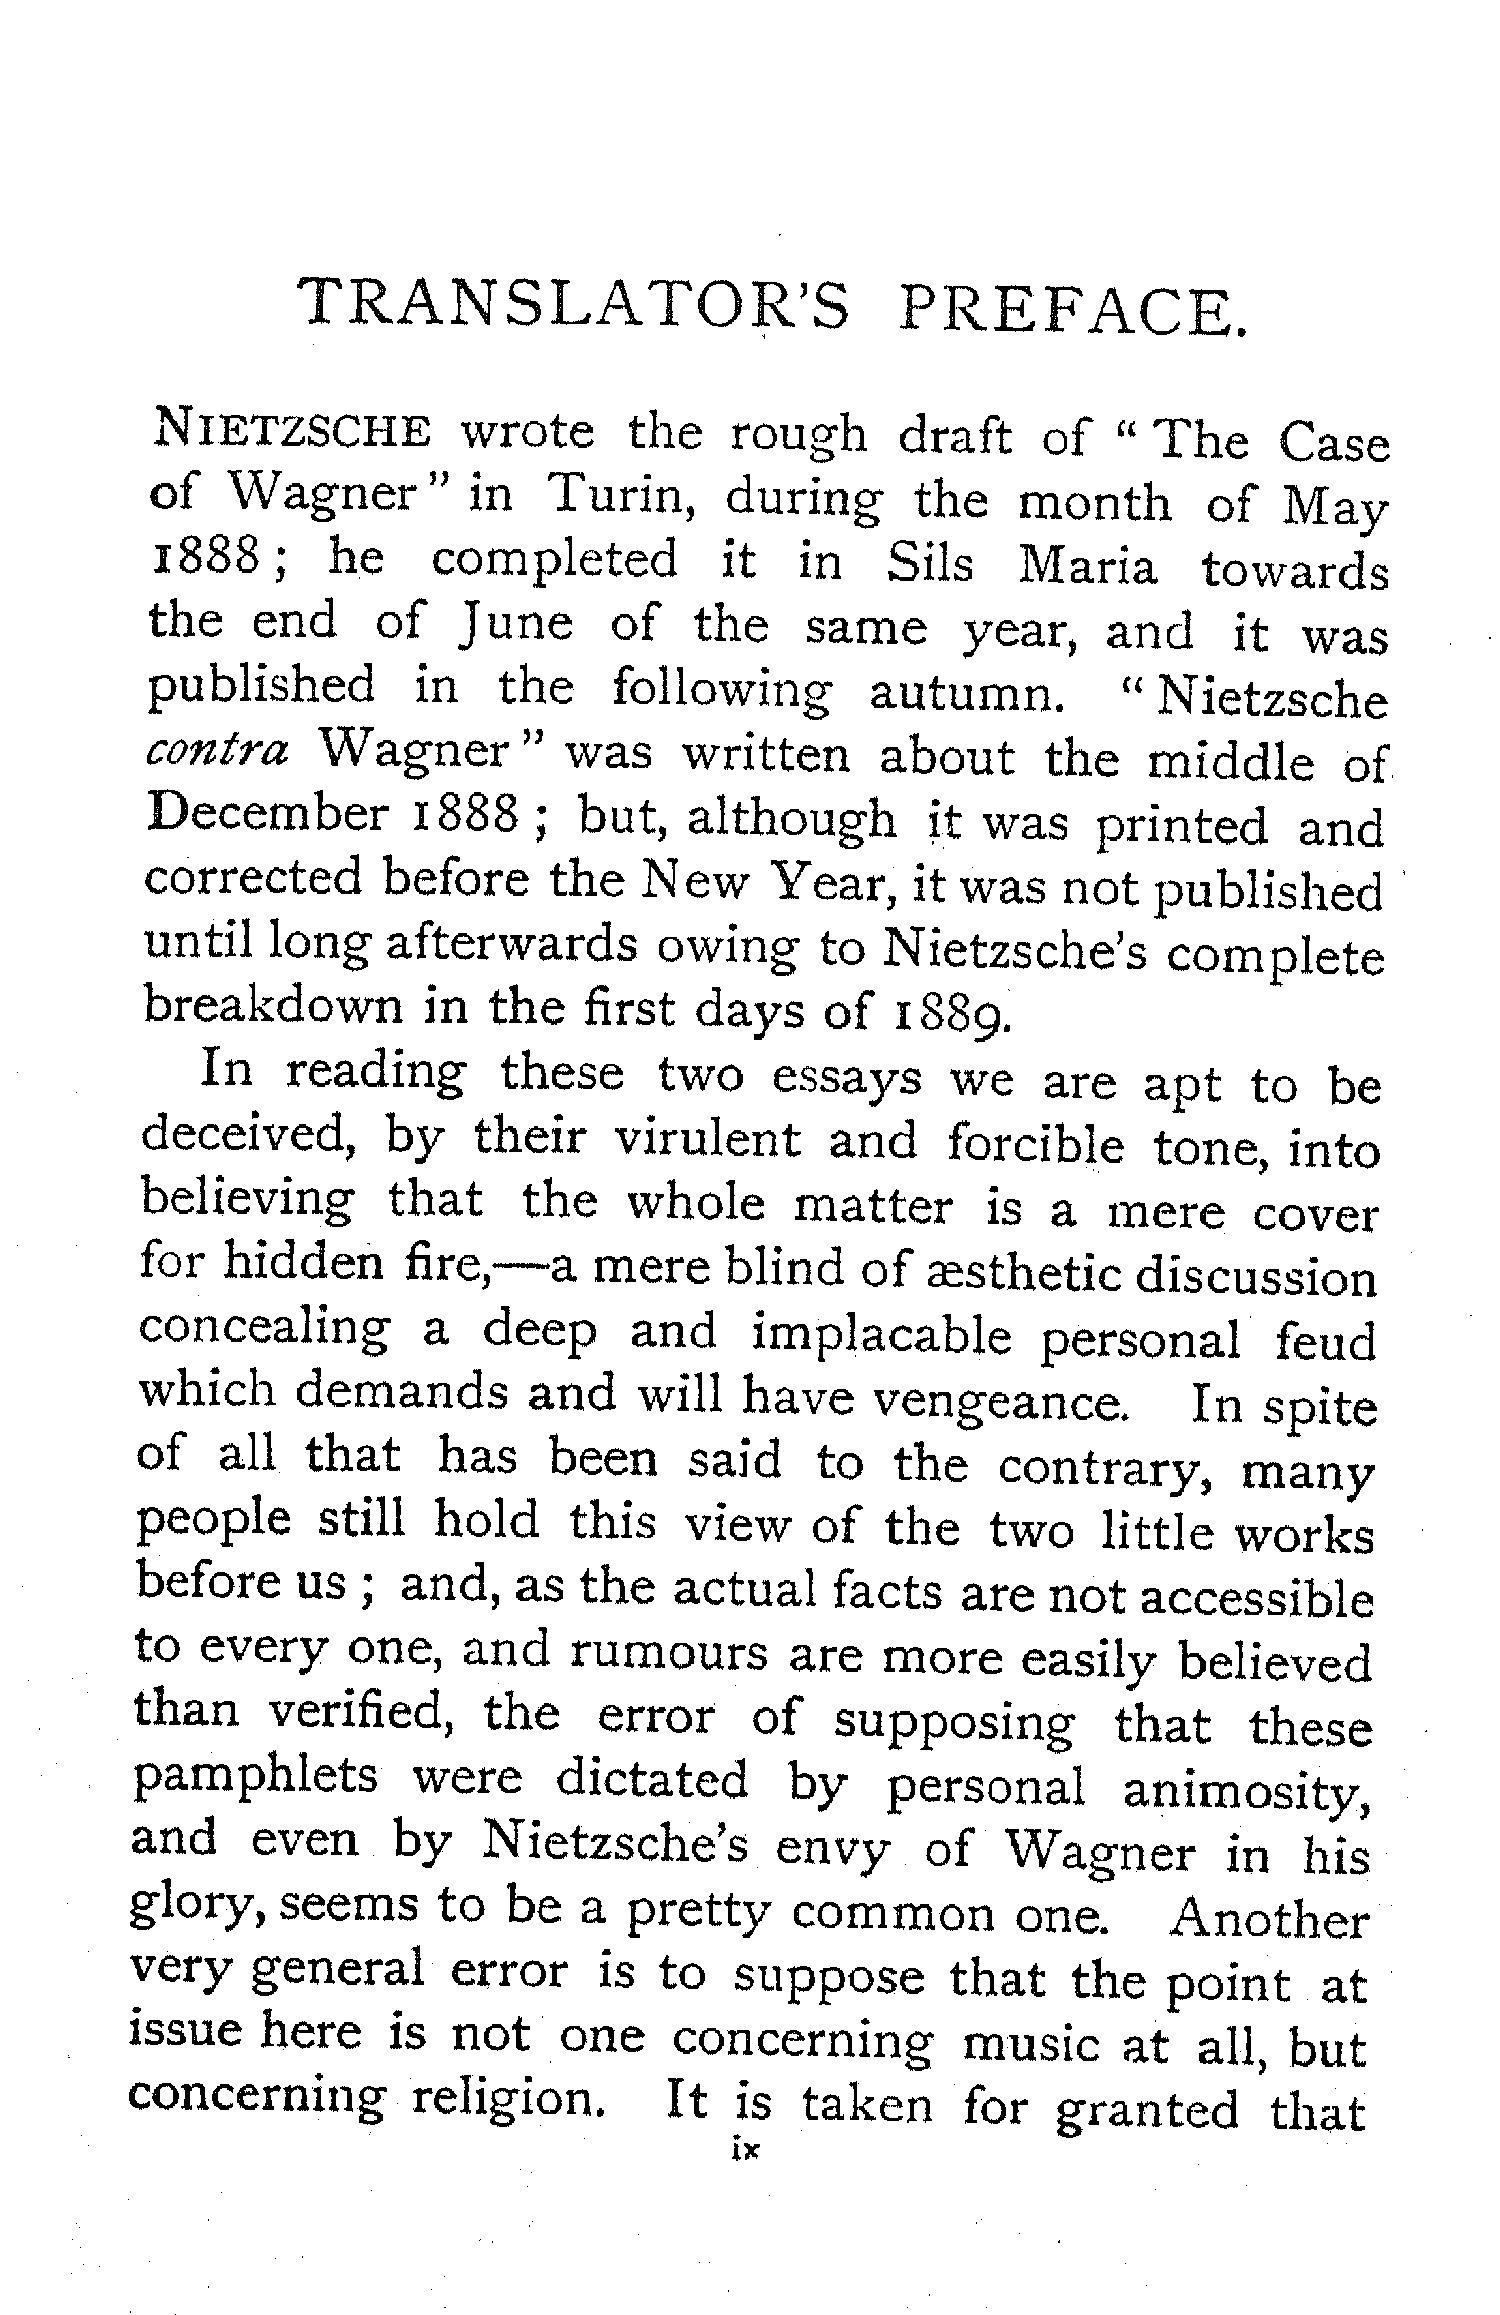 TRANSLATOR'S PREFACE.
NIETZSCHE wrote the rough draft of “ The Case
of Wagner ” in Turin, during the month of May
1888 ; he completed it in Sils Maria towards
the end of June of the same year, and it was
published in the following autumn. “ Nietzsche
contra Wagner ” was written about the middle of
December 1888 ; but, although it was printed and
corrected before the New Year, it was not published
until long afterwards owing to Nietzsche's complete
breakdown in the first days of 1889.
In reading these two essays we are apt to be
deceived, by their virulent and forcible tone, into
believing that the whole matter is a mere cover
for hidden fire,—a mere blind of æsthetic discussion
concealing a deep and implacable personal feud
which demands and will have vengeance. In spite
of all that has been said to the contrary, many
people still hold this view of the two little works
before us ; and, as the actual facts are not accessible
to every one, and rumours are more easily believed
than verified, the error of supposing that these
pamphlets were dictated by personal animosity,
and even by Nietzsche's envy of Wagner in his
glory, seems to be a pretty common one. Another
very general error is to suppose that the point at
issue here is not one concerning music at all, but
concerning religion. It is taken for granted that
ix